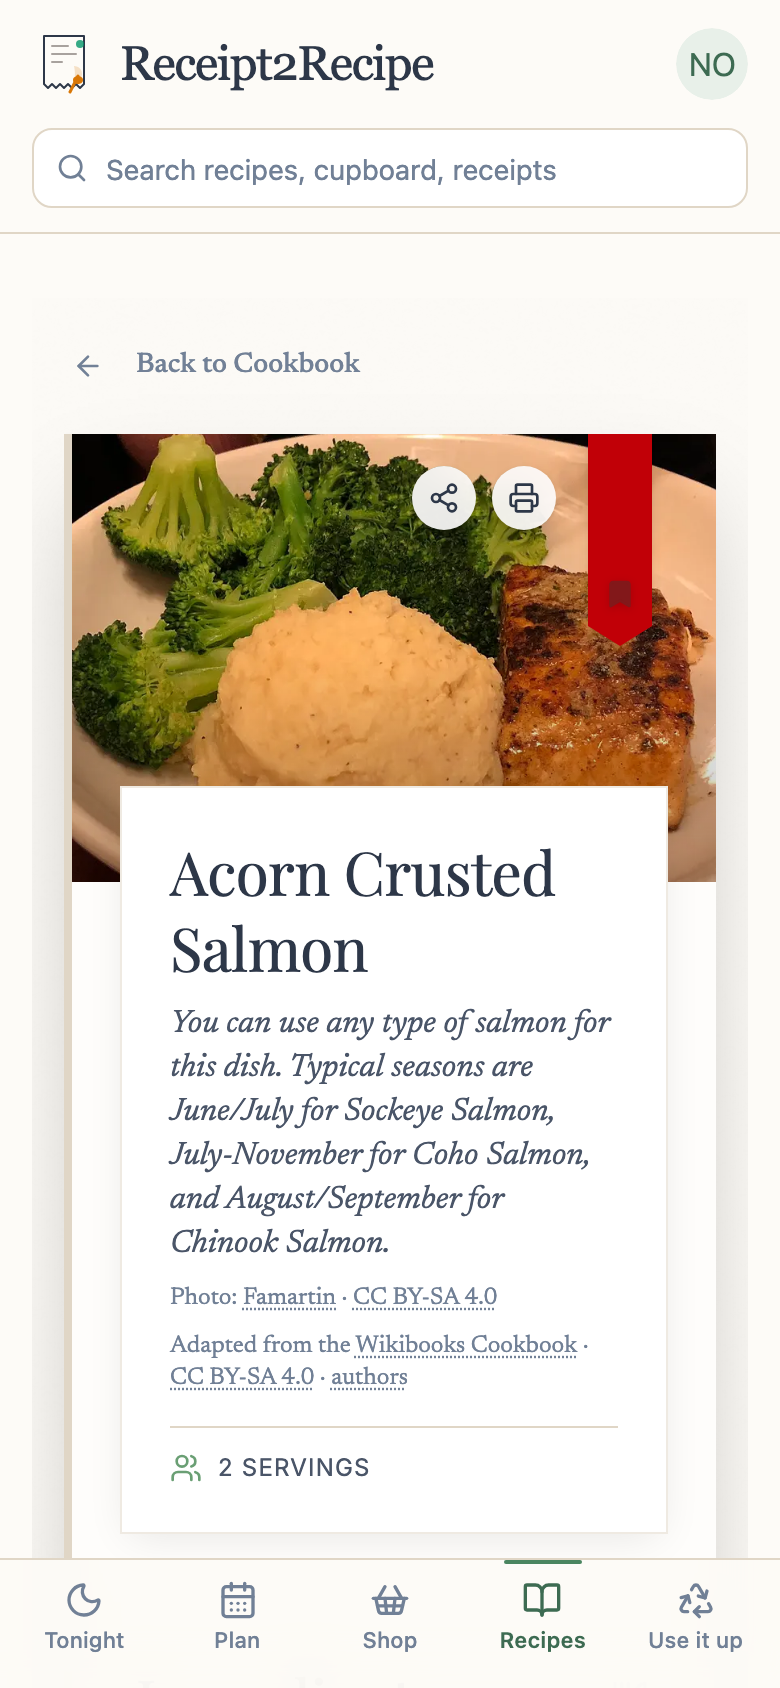 Receipt2Recipe
NO
Search recipes, cupboard, receipts
Back to Cookbook
Acorn Crusted
Salmon
You can use any type of salmon for
this dish. Typical seasons are
June/July for Sockeye Salmon,
July-November for Coho Salmon,
and August/September for
Chinook Salmon.
Photo: Famartin · CC BY-SA 4.0
Adapted from the Wikibooks Cookbook ·
CC BY-SA 4.0 · authors
2 SERVINGS
Tonight
Plan
Shop
Recipes
Use it up